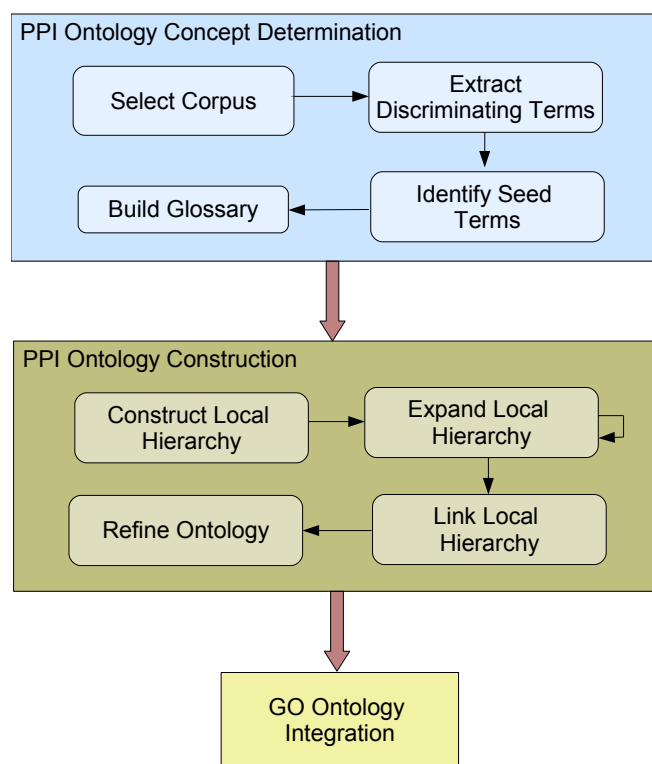 PPI Ontology Concept Determination
Select Corpus
Extract
Discriminating Terms
Build Glossary
Identify Seed
Terms
PPI Ontology Construction
Construct Local
Hierarchy
Expand Local
Hierarchy
Refine Ontology
Link Local
Hierarchy
GO Ontology
Integration